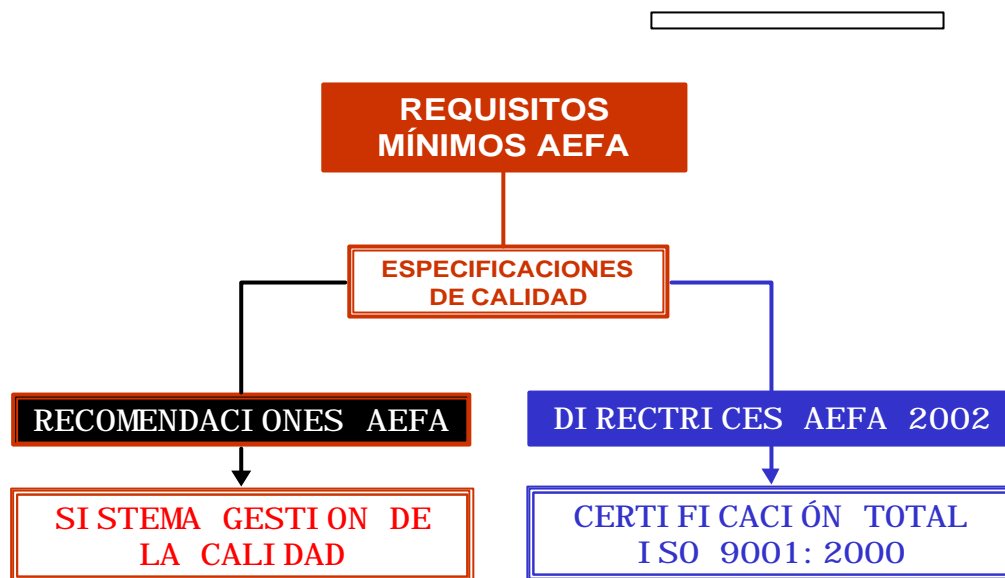 REQUISITOS
MÍNIMOS AEFA
ESPECIFICACIONES
DE CALIDAD
RECOMENDACIONES AEFA
DIRECTRICES AEFA 2002
SISTEMA GESTION DE
LA CALIDAD
CERTIFICACIÓN TOTAL
ISO 9001:2000